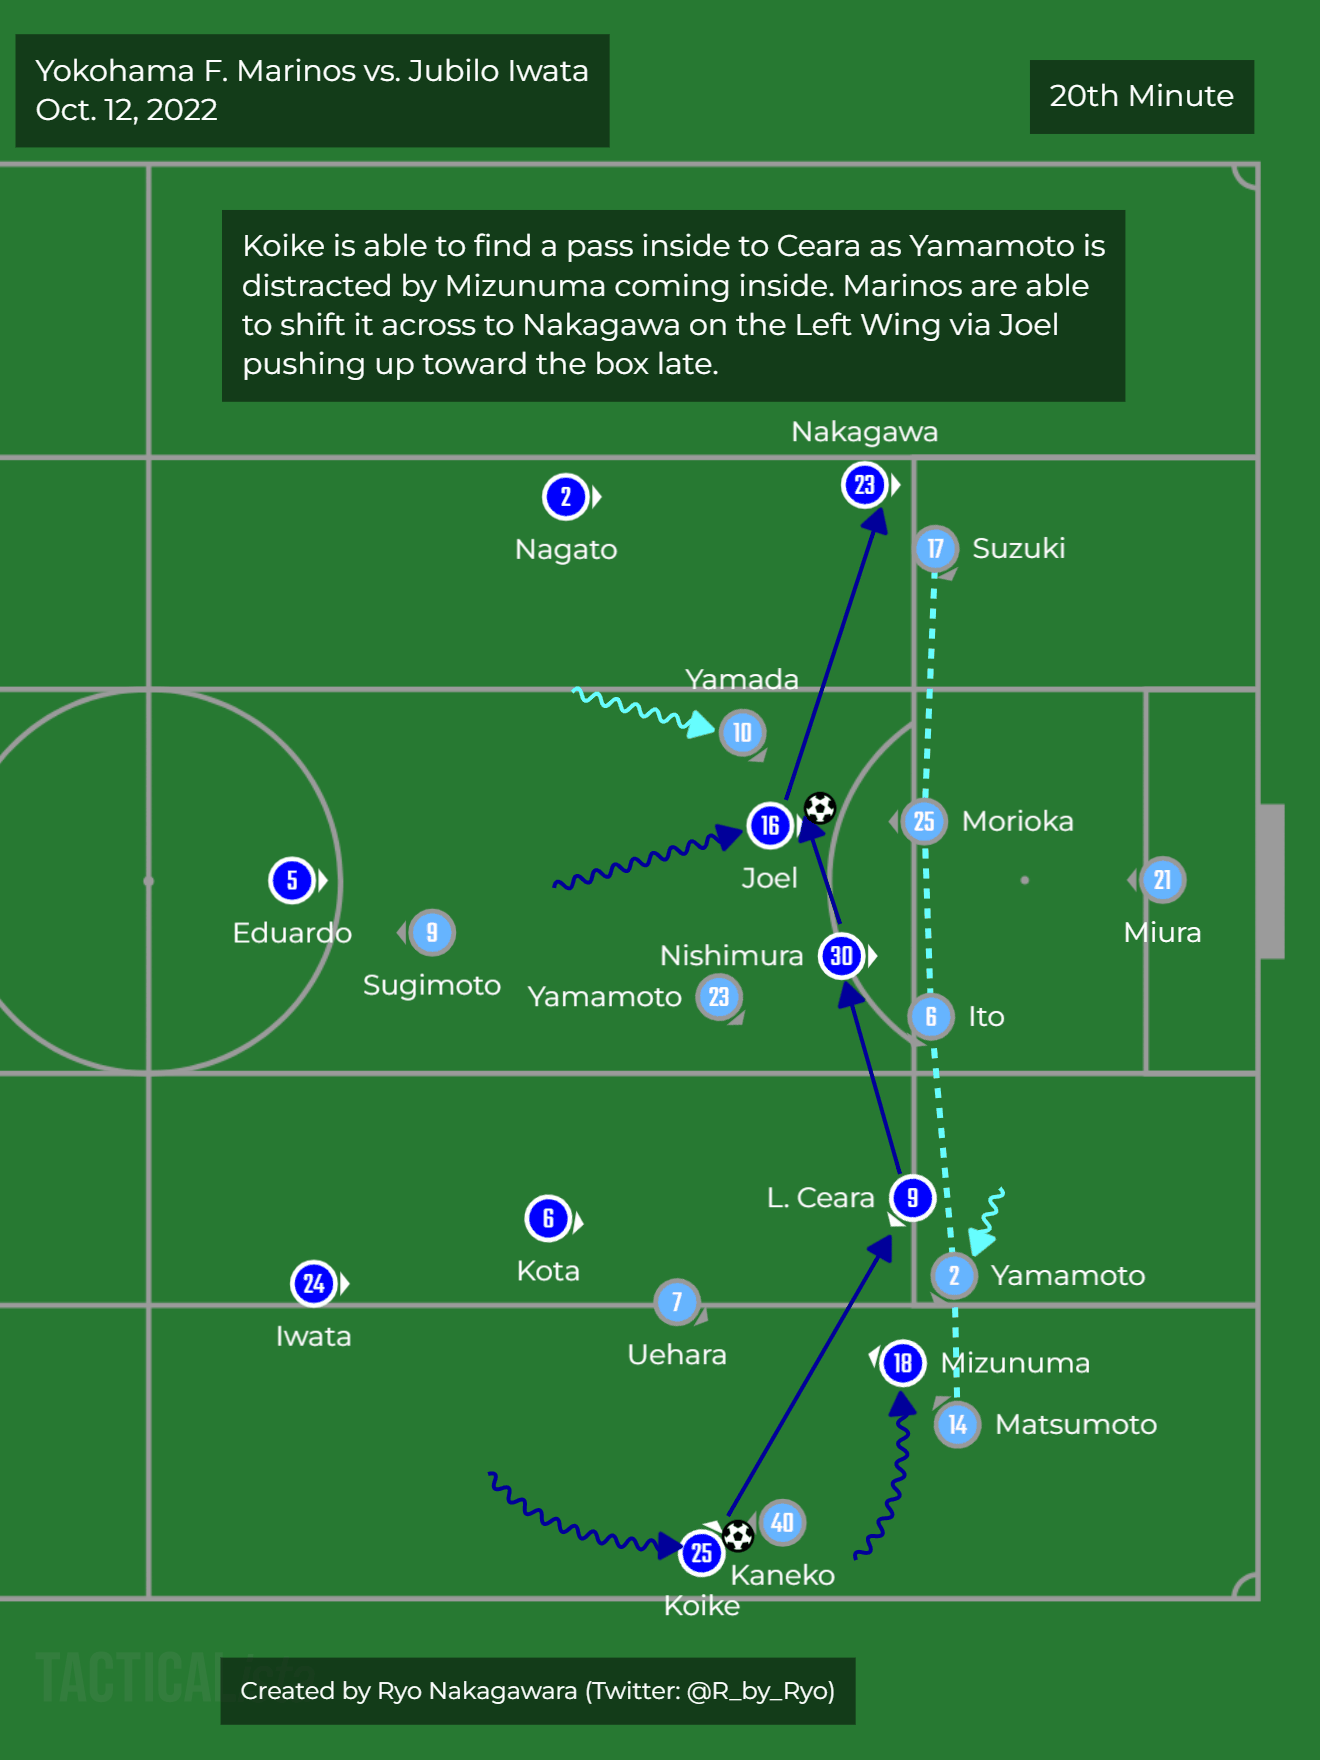 Yokohama F. Marinos vs. Jubilo Iwata
Oct. 12, 2022
20th Minute
Koike is able to find a pass inside to Ceara as Yamamoto is
distracted by Mizunuma coming inside. Marinos are able
to shift it across to Nakagawa on the Left Wing via Joel
pushing up toward the box late.
Nakagawa
23
2
Nagato
17 Suzuki
Yamada
10
16
Joel
25 Morioka
5
Eduardo
9
Sugimoto
21
Miura
Nishimura 30
Yamamoto 23
6 Ito
L. Ceara 9
6
Kota
24
Iwata
2 Yamamoto
7
Uehara
18 Mizunuma
14 Matsumoto
40
Kaneko
25
Koike
TACTICAL
Created by Ryo Nakagawara (Twitter: @R_by_Ryo)